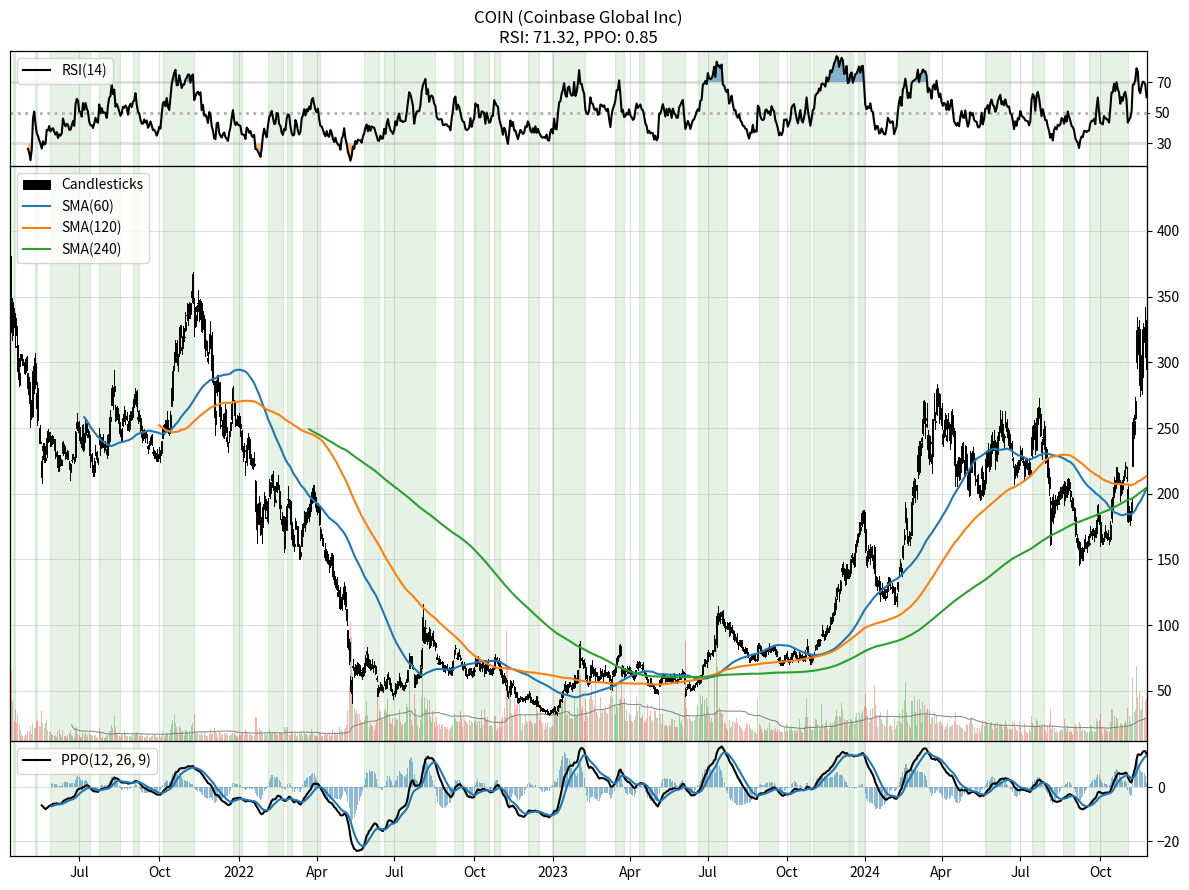 COIN (Coinbase Global Inc)
RSI: 71.32, PPO: 0.85
RSI(14)
70
50
30
Candlesticks
SMA(60)
SMA(120)
SMA(240)
400
350
300
250
200
150
100
50
PPO(12, 26, 9)
0
−20
Jul Oct 2022 Apr Jul Oct 2023 Apr Jul Oct 2024 Apr Jul Oct